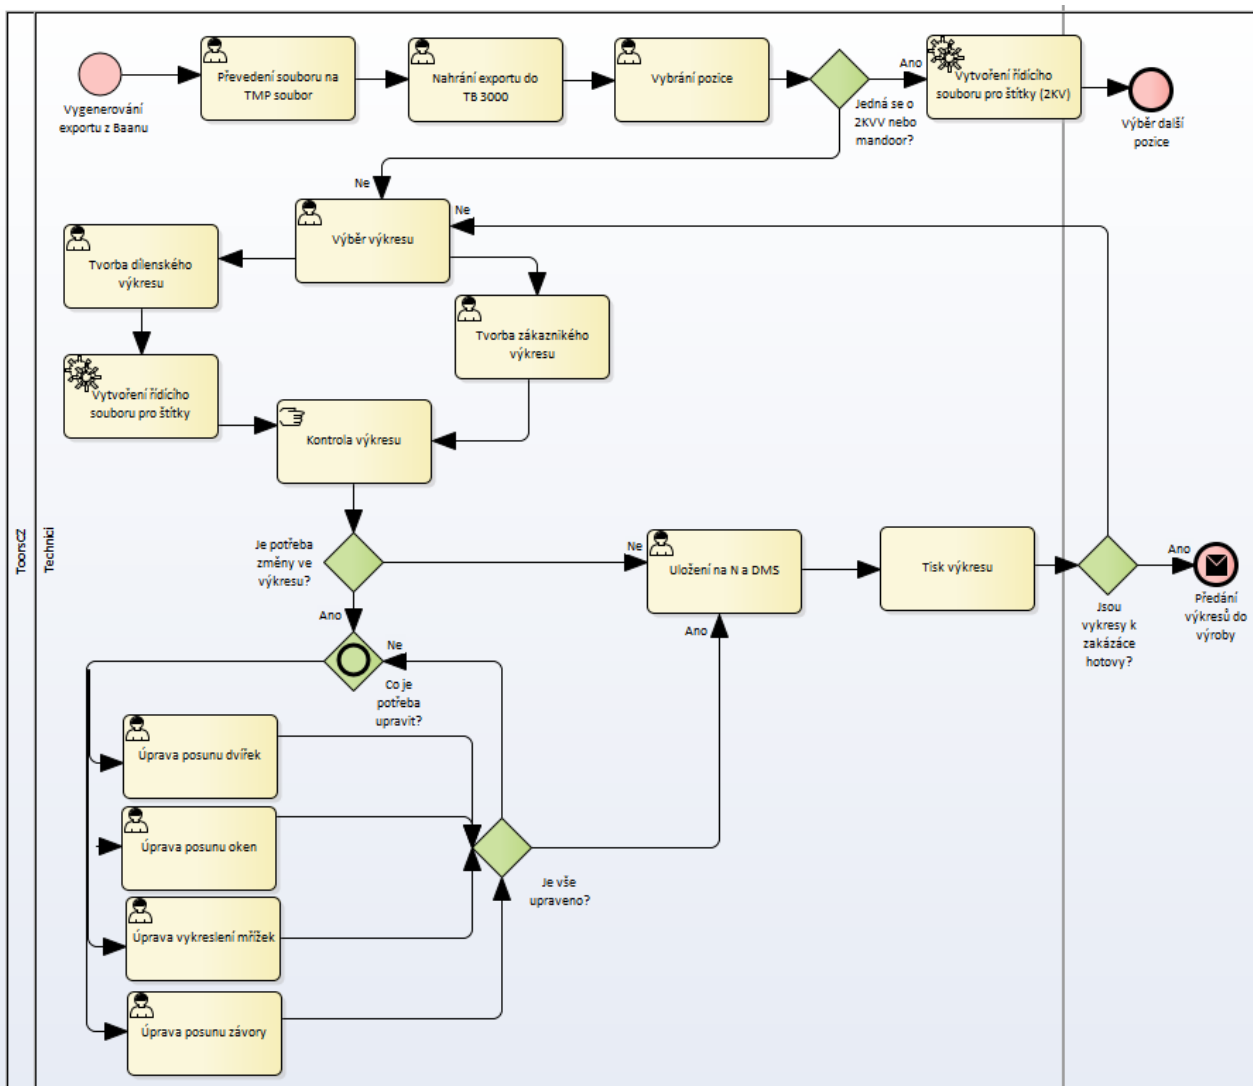 Převedení souboru na
TMP soubor
Nahrání exportu do
TB 3000
Vybrání pozice
Ano
Vytvoření řídícího
souboru pro štítky (2KV)
Vygenerování
exportu z Baanu
Jedná se o
2KVV nebo
mandoor?
Výběr další
pozice
Ne
Výběr výkresu
Ne
Tvorba dílenského
výkresu
Tvorba zákaznikého
výkresu
Vytvoření řídícího
souboru pro štítky
Kontrola výkresu
ToorsCZ
Technici
Je potřeba
změny ve
výkresu?
Ne
Uložení na N a DMS
Tisk výkresu
Ano
Předání
výkresů do
výroby
Jsou
vykresy k
zakázáce
hotovy?
Ano
Ano
Ne
Co je
potřeba
upravit?
Úprava posunu dvířek
Úprava posunu oken
Je vše
upraveno?
Úprava vykreslení mřížek
Úprava posunu závory